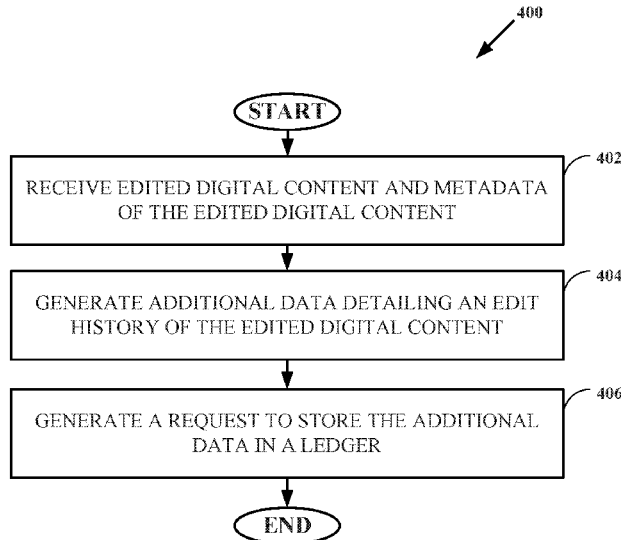 400
START
402
RECEIVE EDITED DIGITAL CONTENT AND METADATA
OF THE EDITED DIGITAL CONTENT
404
GENERATE ADDITIONAL DATA DETAILING AN EDIT
HISTORY OF THE EDITED DIGITAL CONTENT
406
GENERATE A REQUEST TO STORE THE ADDITIONAL
DATA IN A LEDGER
END